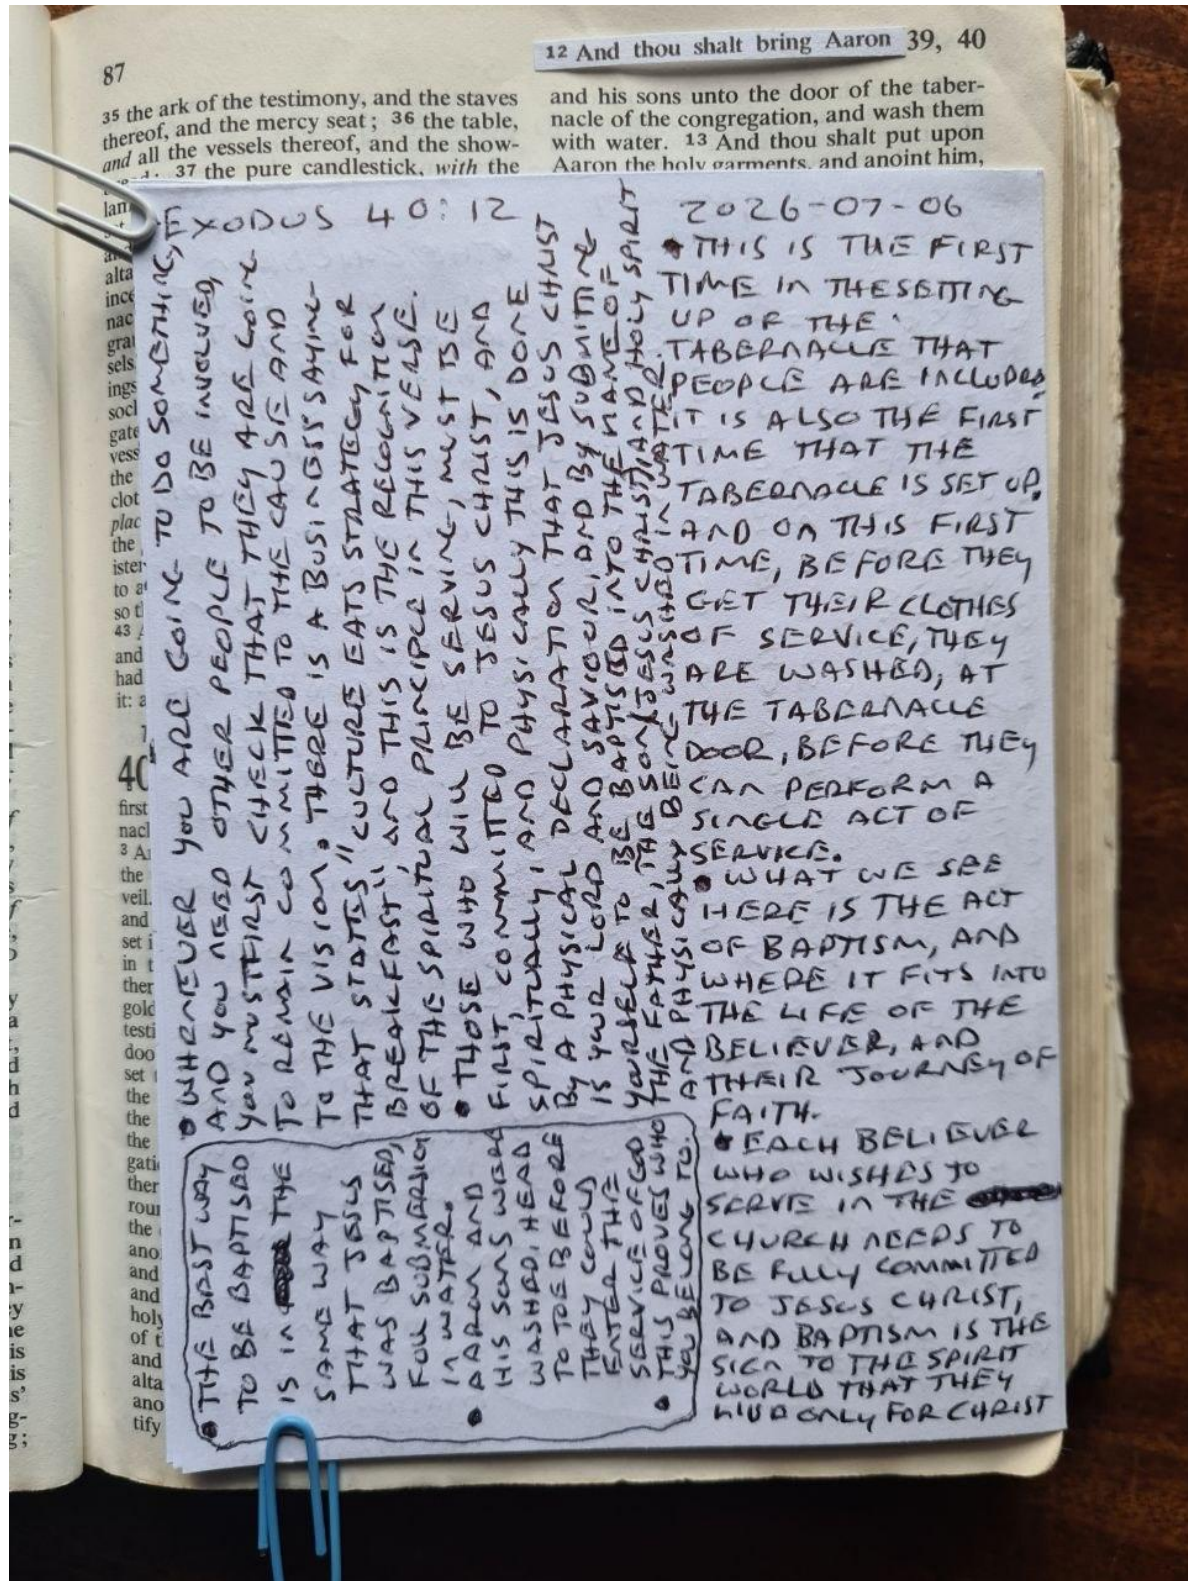 87
12 And thou shalt bring Aaron 39, 40
35 the ark of the testimony, and the staves
thereof, and the mercy seat; 36 the table,
and all the vessels thereof, and the show-
37 the pure candlestick, with the
and his sons unto the door of the taber-
nacle of the congregation, and wash them
with water. 13 And thou shalt put upon
Aaron the holy garments, and anoint him,
EXODUS 40:12
2026-07-06
• THIS IS THE FIRST
TIME IN THE SETTING
UP OF THE
TABERNACLE THAT
PEOPLE ARE INCLUDED.
IT IS ALSO THE FIRST
TIME THAT THE
TABERNACLE IS SET UP.
AND ON THIS FIRST
TIME, BEFORE THEY
GET THEIR CLOTHES
OF SERVICE, THEY
ARE WASHED, AT
THE TABERNACLE
DOOR, BEFORE THEY
CAN PERFORM A
SINGLE ACT OF
SERVICE.
• WHAT WE SEE
HERE IS THE ACT
OF BAPTISM, AND
WHERE IT FITS INTO
THE LIFE OF THE
BELIEVER, AND
THEIR JOURNEY OF
FAITH.
• EACH BELIEVER
WHO WISHES TO
SERVE IN THE
CHURCH NEEDS TO
BE FULLY COMMITTED
TO JESUS CHRIST,
AND BAPTISM IS THE
SIGN TO THE SPIRIT
WORLD THAT THEY
LIVE ONLY FOR CHRIST
• WHENEVER YOU ARE GOING TO DO SOMETHING,
AND YOU NEED OTHER PEOPLE TO BE INVOLVED,
YOU MUST FIRST CHECK THAT THEY ARE GOING
TO REMAIN COMMITTED TO THE CAUSE AND
TO THE VISION. THERE IS A BUSINESS SAYING
THAT STATES "CULTURE EATS STRATEGY FOR
BREAKFAST", AND THIS IS THE RECOGNITION
OF THE SPIRITUAL PRINCIPLE IN THIS VERSE.
• THOSE WHO WILL BE SERVING, MUST BE
FIRST, COMMITTED TO JESUS CHRIST, AND
SPIRITUALLY, AND PHYSICALLY THIS IS DONE
BY A PHYSICAL DECLARATION THAT JESUS CHRIST
IS YOUR LORD AND SAVIOUR, AND BY SUBMITTING
YOURSELF TO BE BAPTISED INTO THE NAME OF
THE FATHER, THE SON (JESUS CHRIST) AND HOLY SPIRIT
AND PHYSICALLY BEING WASHED IN WATER.
• THE BEST WAY
TO BE BAPTISED
IS IN THE
SAME WAY
THAT JESUS
WAS BAPTISED,
FULL SUBMERSION
IN WATER.
• AARON AND
HIS SONS WERE
WASHED, HEAD
TO TOE BEFORE
THEY COULD
ENTER THE
SERVICE OF GOD
• THIS PROVES WHO
YOU BELONG TO.